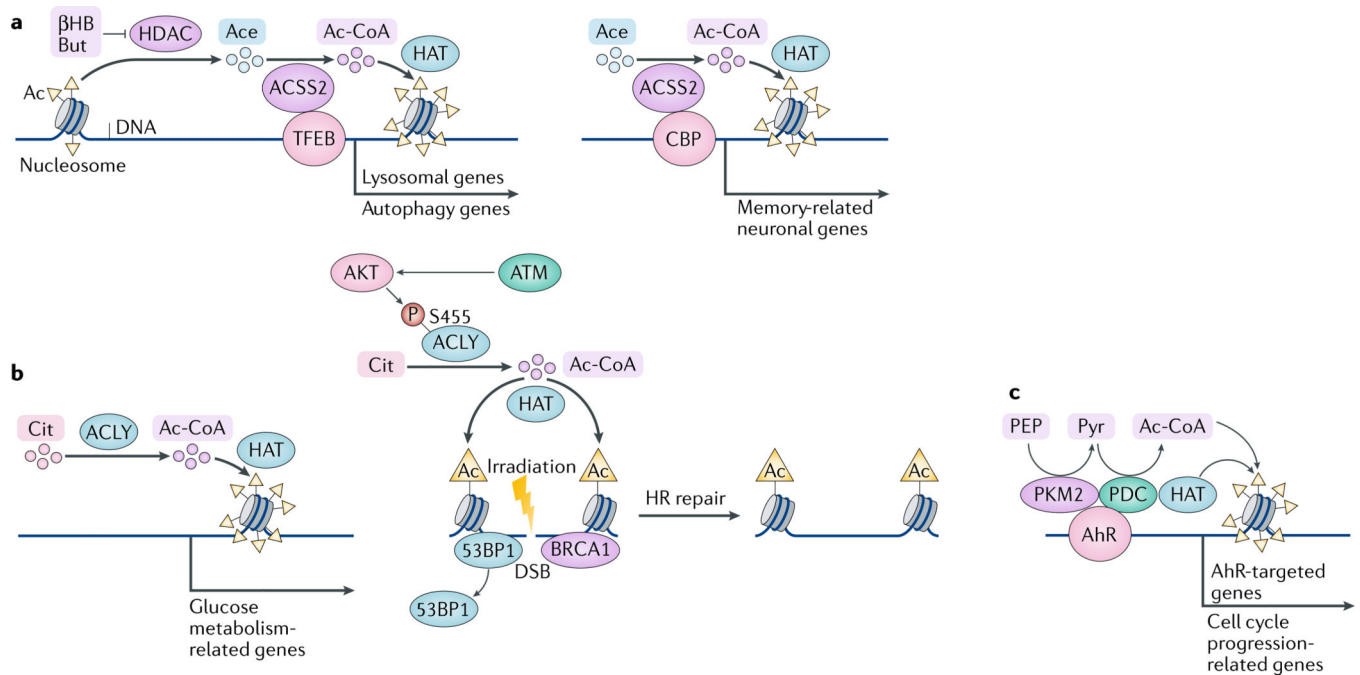 a
βHB
But
HDAC
Ace
Ac-CoA
HAT
Ac
ACSS2
TFEB
DNA
Nucleosome
Lysosomal genes
Autophagy genes
Ace
Ac-CoA
HAT
ACSS2
CBP
Memory-related
neuronal genes
b
Cit
ACLY
Ac-CoA
HAT
Glucose
metabolism-
related genes
AKT
ATM
P
S455
ACLY
Cit
Ac-CoA
HAT
Ac
Irradiation
Ac
53BP1
DSB
BRCA1
53BP1
HR repair
Ac
Ac
c
PEP
Pyr
Ac-CoA
PKM2
PDC
HAT
AhR
AhR-targeted
genes
Cell cycle
progression-
related genes